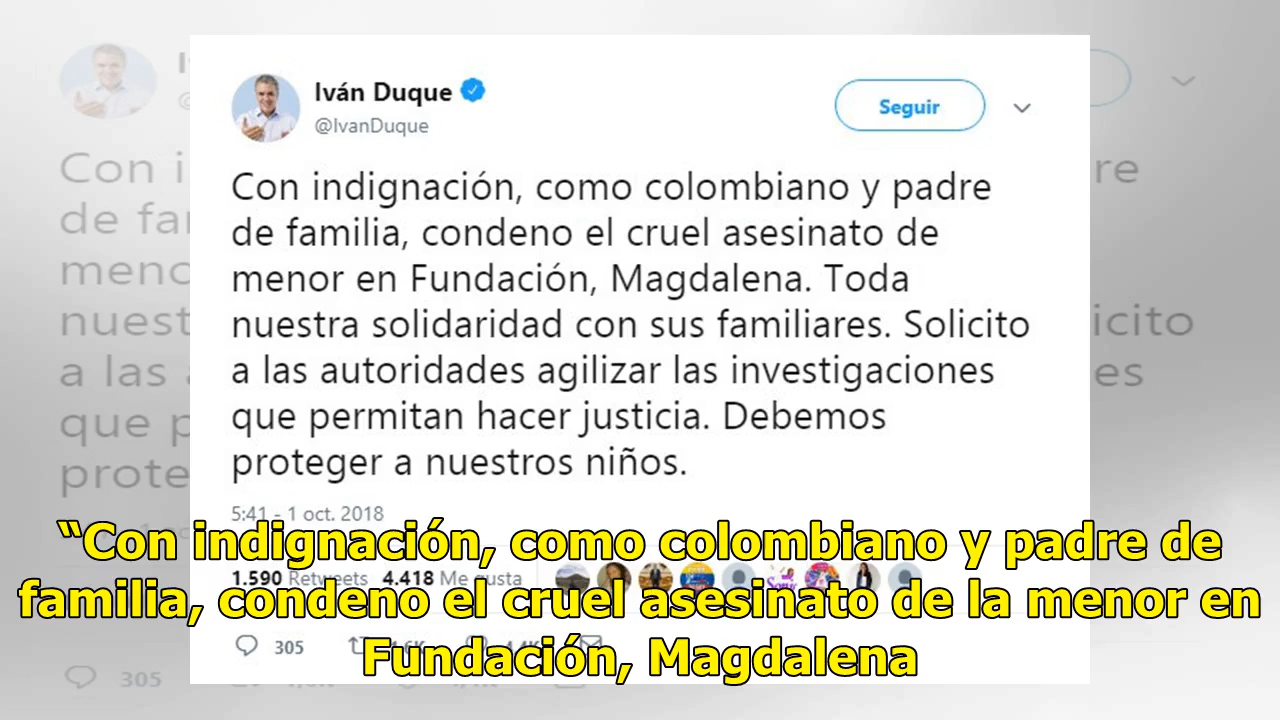 Iván Duque
@IvanDuque
Seguir
Con indignación, como colombiano y padre
de familia, condeno el cruel asesinato de
menor en Fundación, Magdalena. Toda
nuestra solidaridad con sus familiares. Solicito
a las autoridades agilizar las investigaciones
que permitan hacer justicia. Debemos
proteger a nuestros niños.
5:41 - 1 oct. 2018
1.590 Retweets 4.418 Me gusta
305
“Con indignación, como colombiano y padre de
familia, condeno el cruel asesinato de la menor en
Fundación, Magdalena